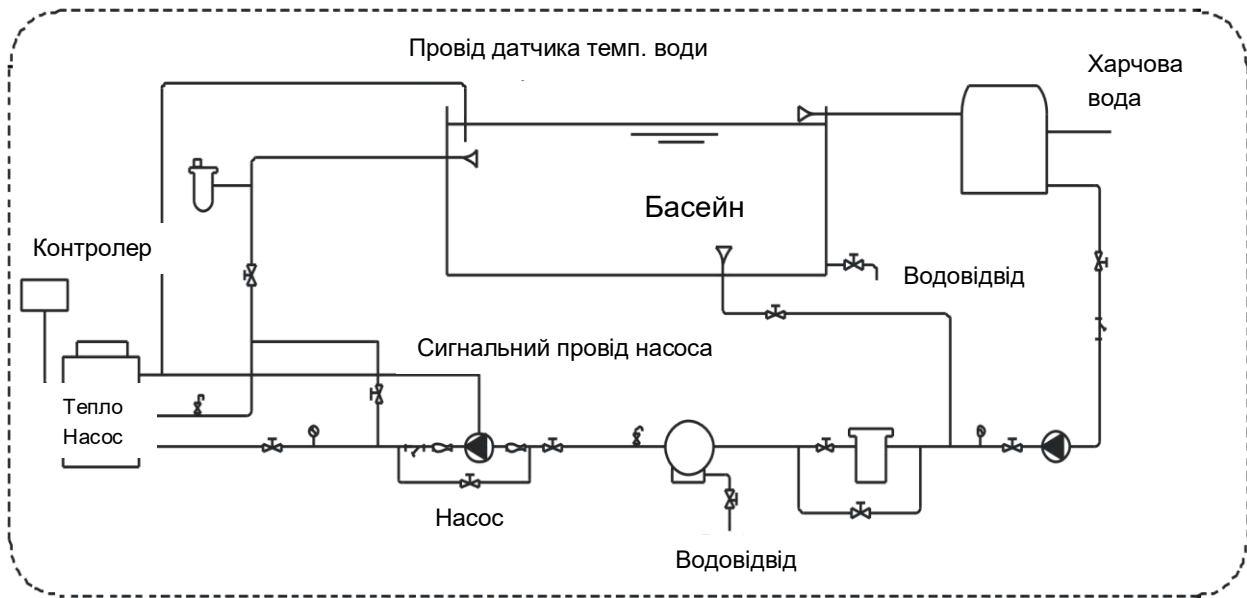 Провід датчика темп. води
Харчова
вода
Басейн
Контролер
Водовідвід
Сигнальний провід насоса
Тепло
Насос
Насос
Водовідвід